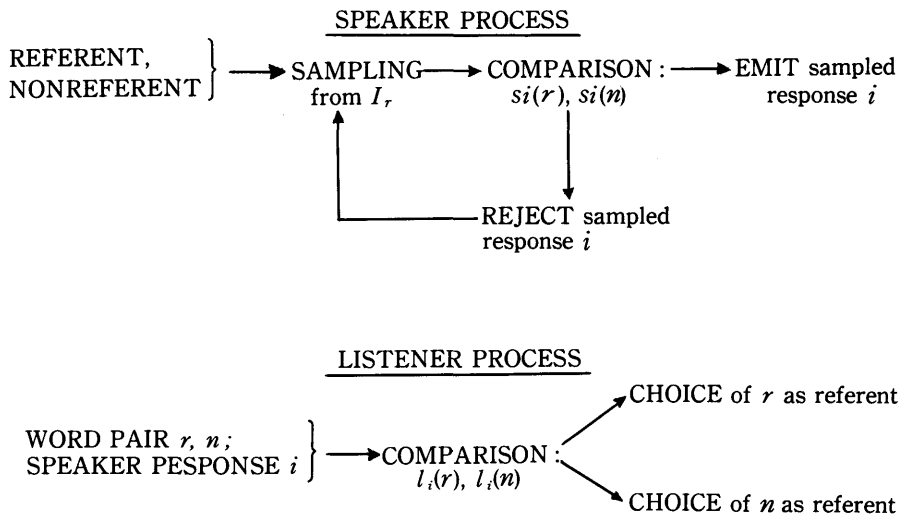 SPEAKER PROCESS
REFERENT,
NONREFERENT
SAMPLING
from I_r
COMPARISON :
si(r), si(n)
EMIT sampled
response i
REJECT sampled
response i
LISTENER PROCESS
WORD PAIR r, n;
SPEAKER PESPONSE i
COMPARISON :
l_i(r), l_i(n)
CHOICE of r as referent
CHOICE of n as referent